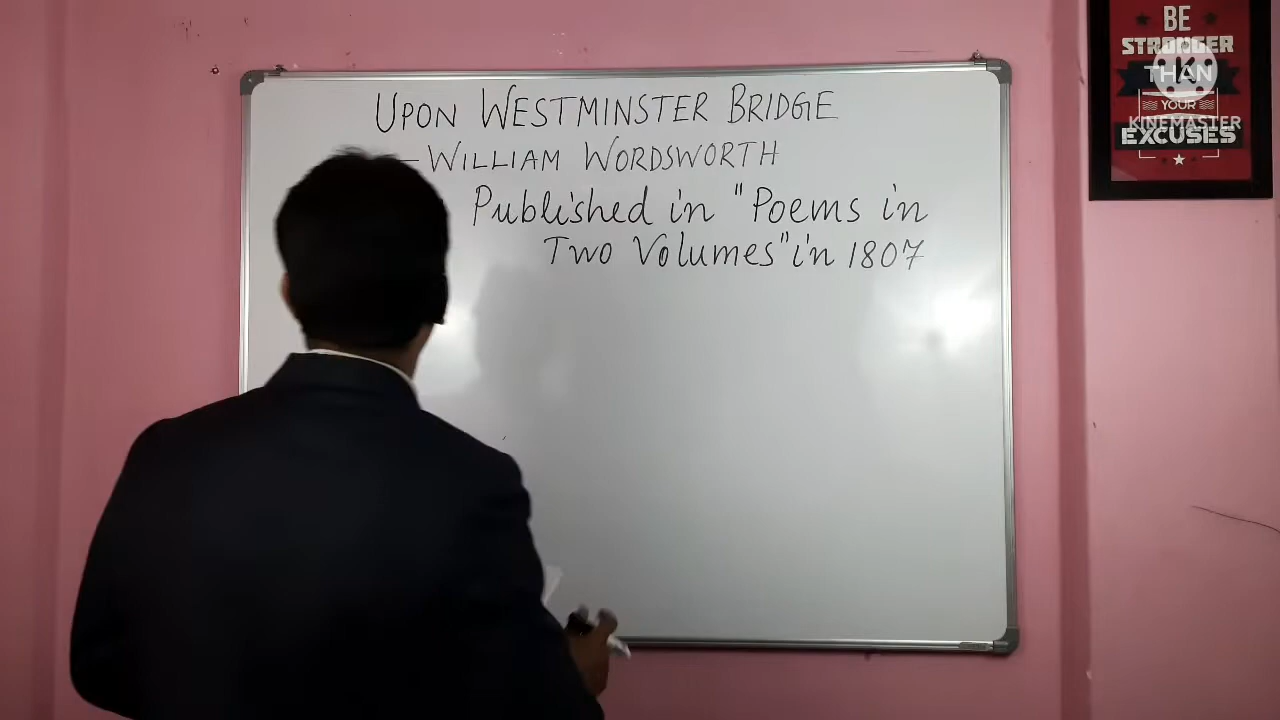 UPON WESTMINSTER BRIDGE
–WILLIAM WORDSWORTH
Published in "Poems in
Two Volumes" in 1807
BE
STRONGER
THAN
YOUR
EXCUSES
K
KINEMASTER